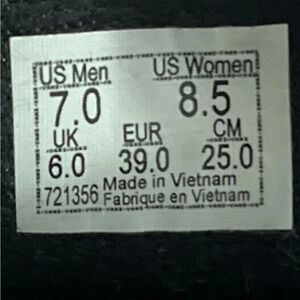 US Men US Women
7.0 8.5
UK EUR CM
6.0 39.0 25.0
721356 Made in Vietnam
Fabrique en Vietnam